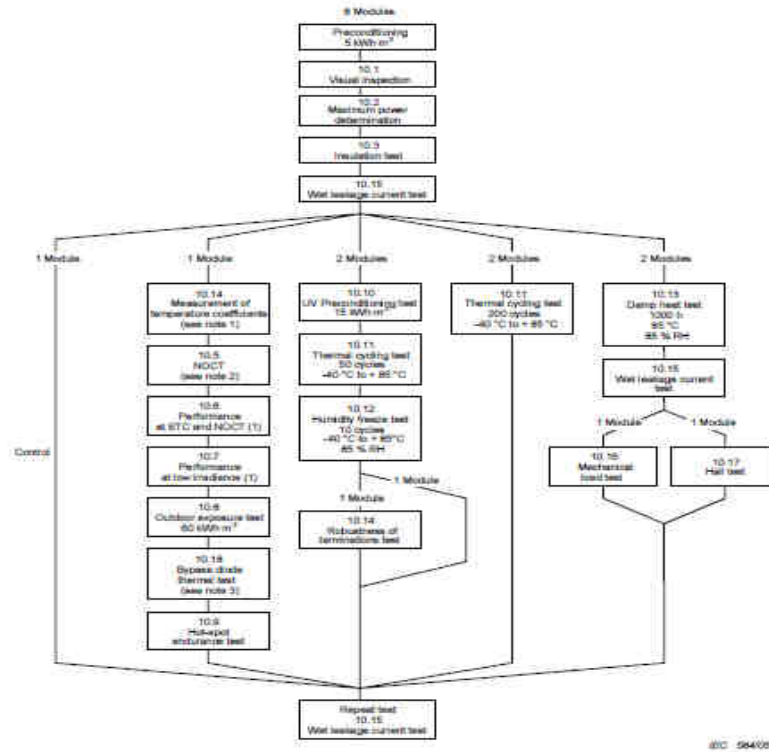 8 Modules
Preconditioning
5 kWh·m⁻²
10.1
Visual inspection
10.2
Maximum power
determination
10.3
Insulation test
10.15
Wet leakage current test
1 Module
1 Module
2 Modules
2 Modules
2 Modules
Control
10.14
Measurement of
temperature coefficients
(see note 1)
10.5
NOCT
(see note 2)
10.6
Performance
at STC and NOCT (1)
10.7
Performance
at low irradiance (1)
10.8
Outdoor exposure test
60 kWh·m⁻²
10.18
Bypass diode
thermal test
(see note 3)
10.9
Hot-spot
endurance test
10.10
UV Preconditioning test
15 kWh·m⁻²
10.11
Thermal cycling test
50 cycles
-40 °C to + 85 °C
10.12
Humidity freeze test
10 cycles
-40 °C to + 85°C
85 % RH
1 Module
1 Module
10.14
Robustness of
terminations test
10.11
Thermal cycling test
200 cycles
-40 °C to + 85 °C
10.13
Damp heat test
1000 h
85 °C
85 % RH
10.15
Wet leakage current
test
1 Module
1 Module
10.16
Mechanical
load test
10.17
Hail test
Repeat test
10.15
Wet leakage current test
IEC